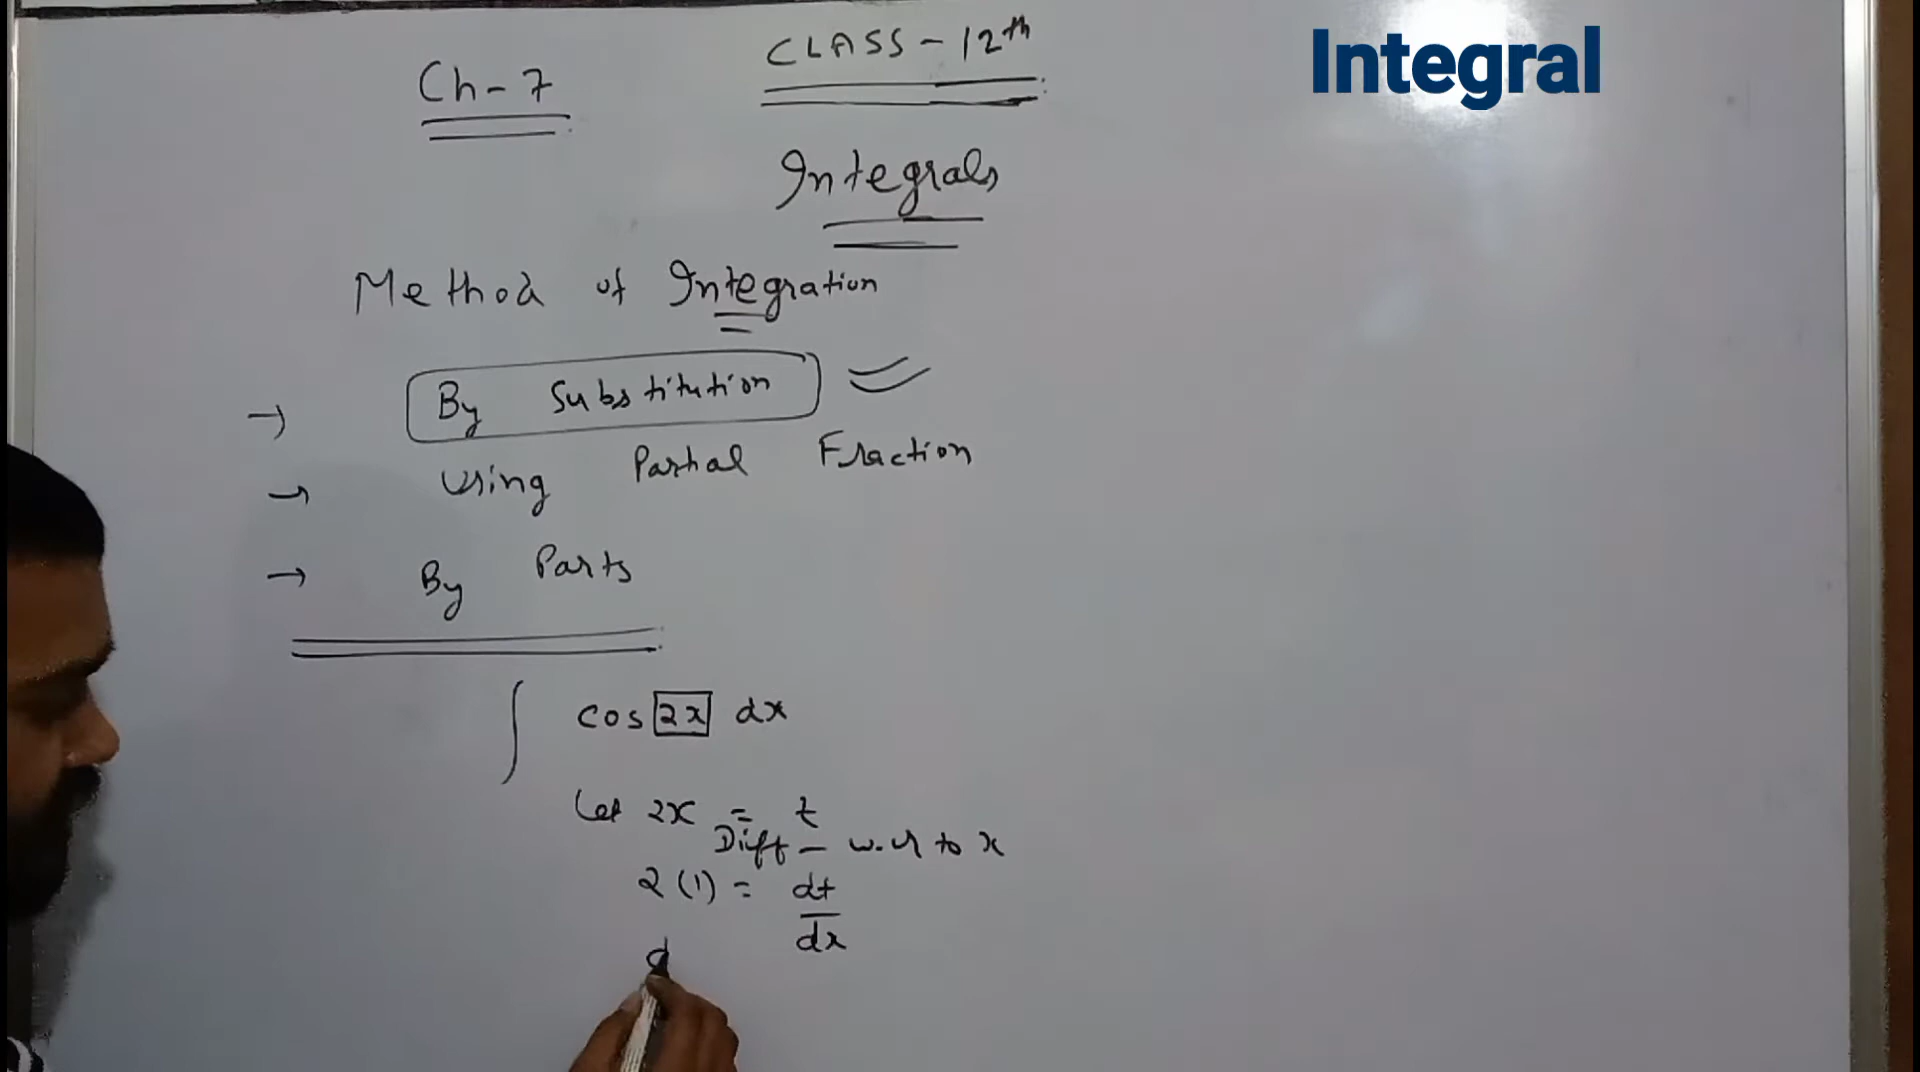 Integral
CLASS - 12th
Ch - 7
Integrals
Method of Integration
→ By Substitution
→ Using Partial Fraction
→ By Parts
∫ cos 2x dx
Let 2x = t
Diff - w.r to x
2 (1) = dt/dx
d